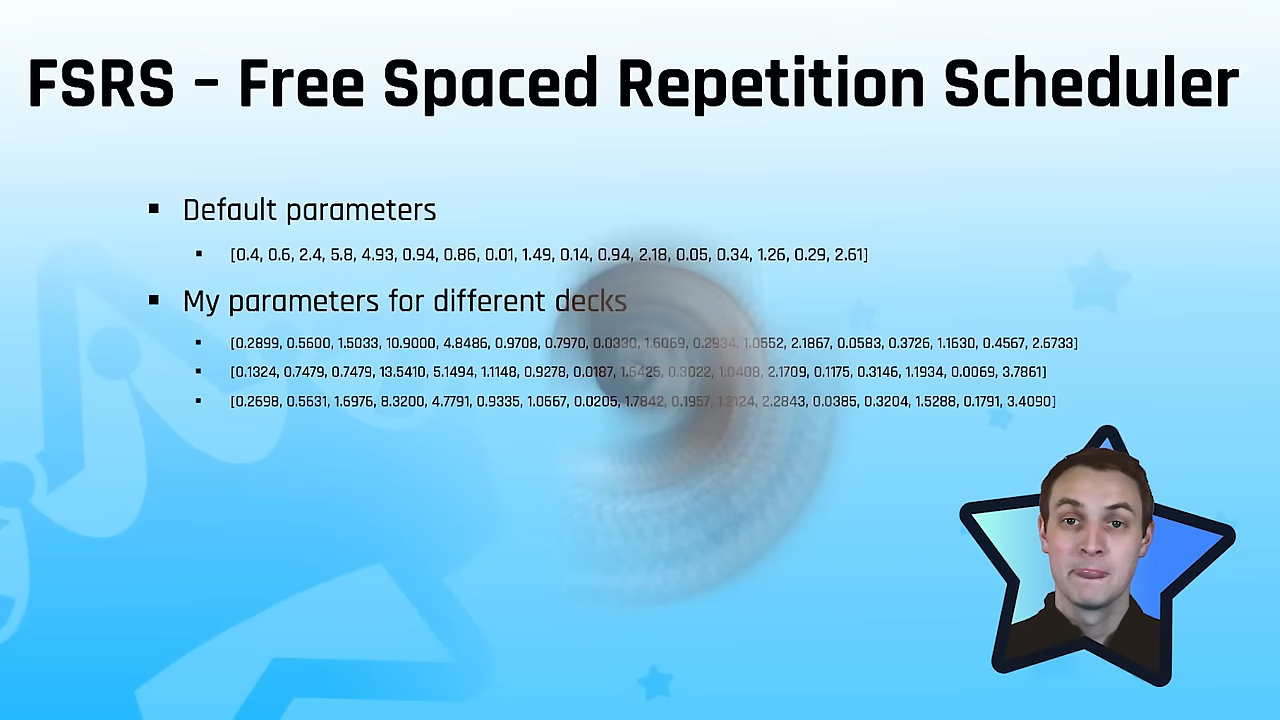 FSRS – Free Spaced Repetition Scheduler
Default parameters
[0.4, 0.6, 2.4, 5.8, 4.93, 0.94, 0.86, 0.01, 1.49, 0.14, 0.94, 2.18, 0.05, 0.34, 1.26, 0.29, 2.61]
My parameters for different decks
[0.2899, 0.5600, 1.5033, 10.9000, 4.8486, 0.9708, 0.7970, 0.0330, 1.6069, 0.2934, 1.0552, 2.1867, 0.0583, 0.3726, 1.1630, 0.4567, 2.6733]
[0.1324, 0.7479, 0.7479, 13.5410, 5.1494, 1.1148, 0.9278, 0.0187, 1.6425, 0.3022, 1.0408, 2.1709, 0.1175, 0.3146, 1.1934, 0.0069, 3.7861]
[0.2698, 0.5631, 1.6976, 8.3200, 4.7791, 0.9335, 1.0667, 0.0205, 1.7842, 0.1957, 1.2124, 2.2843, 0.0385, 0.3204, 1.5288, 0.1791, 3.4090]